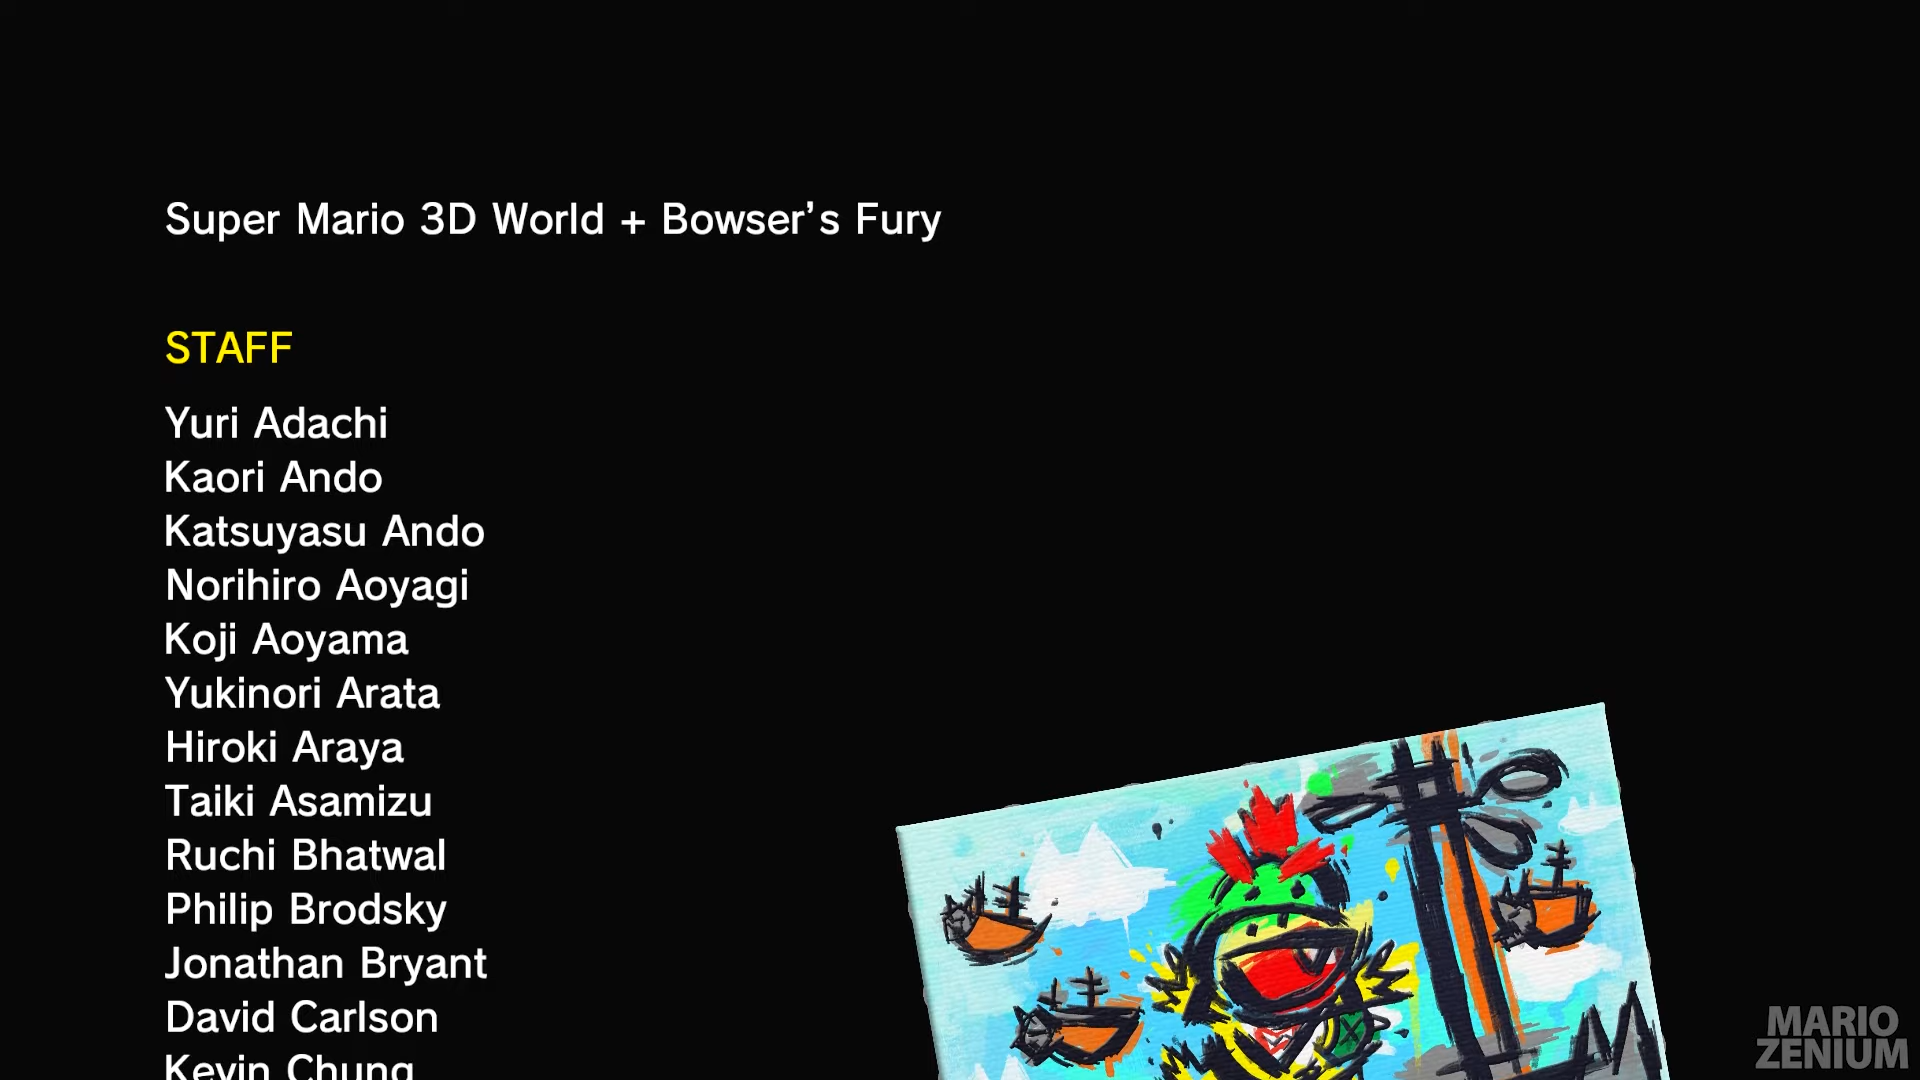 Super Mario 3D World + Bowser’s Fury
STAFF
Yuri Adachi
Kaori Ando
Katsuyasu Ando
Norihiro Aoyagi
Koji Aoyama
Yukinori Arata
Hiroki Araya
Taiki Asamizu
Ruchi Bhatwal
Philip Brodsky
Jonathan Bryant
David Carlson
Kevin Chung
MARIO
ZENIUM